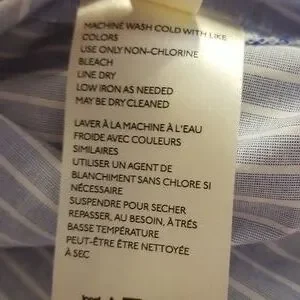 MACHINE WASH COLD WITH LIKE
COLORS
USE ONLY NON-CHLORINE
BLEACH
LINE DRY
LOW IRON AS NEEDED
MAY BE DRY CLEANED
LAVER À LA MACHINE À L'EAU
FROIDE AVEC COULEURS
SIMILAIRES
UTILISER UN AGENT DE
BLANCHIMENT SANS CHLORE SI
NÉCESSAIRE
SUSPENDRE POUR SECHER
REPASSER, AU BESOIN, À TRÉS
BASSE TEMPÉRATURE
PEUT-ÊTRE ÊTRE NETTOYÉE
À SEC